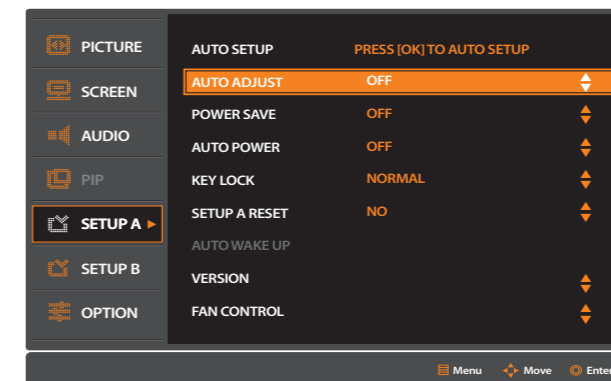 PICTURE
SCREEN
AUDIO
PIP
SETUP A
SETUP B
OPTION
AUTO SETUP PRESS [OK] TO AUTO SETUP
AUTO ADJUST OFF
POWER SAVE OFF
AUTO POWER OFF
KEY LOCK NORMAL
SETUP A RESET NO
AUTO WAKE UP
VERSION
FAN CONTROL
Menu Move Enter